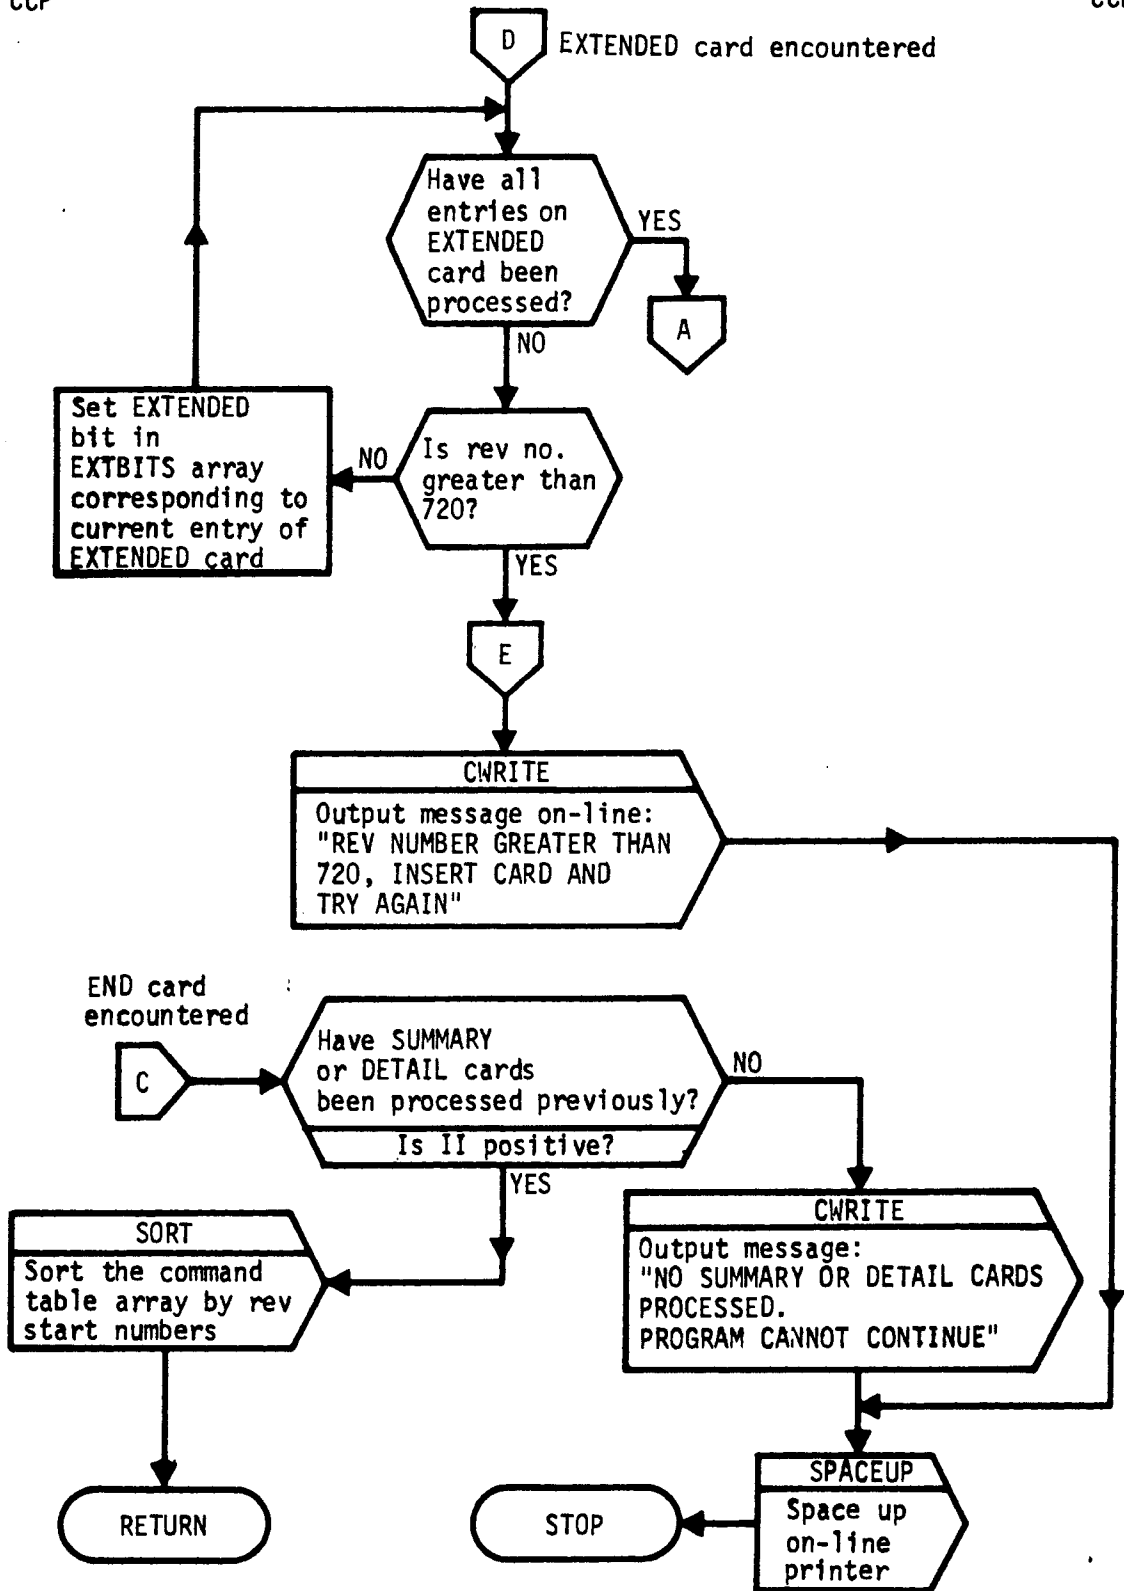 CCP
D
EXTENDED card encountered
Have all
entries on
EXTENDED
card been
processed?
YES
A
NO
Set EXTENDED
bit in
EXTBITS array
corresponding to
current entry of
EXTENDED card
NO
Is rev no.
greater than
720?
YES
E
CWRITE
Output message on-line:
"REV NUMBER GREATER THAN
720, INSERT CARD AND
TRY AGAIN"
END card
encountered
C
Have SUMMARY
or DETAIL cards
been processed previously?
Is II positive?
NO
YES
SORT
Sort the command
table array by rev
start numbers
CWRITE
Output message:
"NO SUMMARY OR DETAIL CARDS
PROCESSED.
PROGRAM CANNOT CONTINUE"
RETURN
STOP
SPACEUP
Space up
on-line
printer